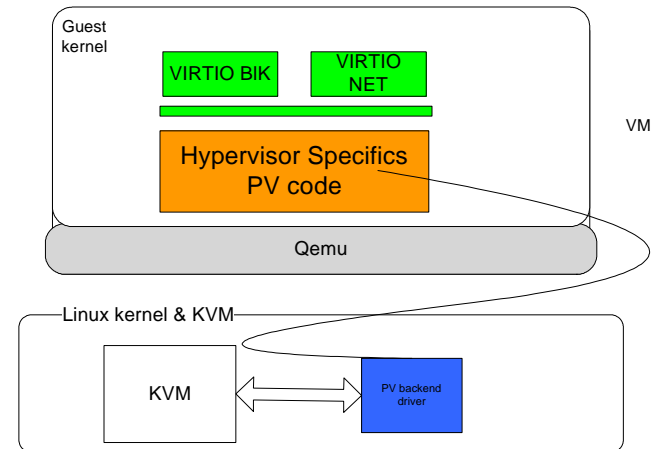 Guest
kernel
VIRTIO BIK
VIRTIO
NET
VM
Hypervisor Specifics
PV code
Qemu
Linux kernel & KVM
KVM
PV backend
driver